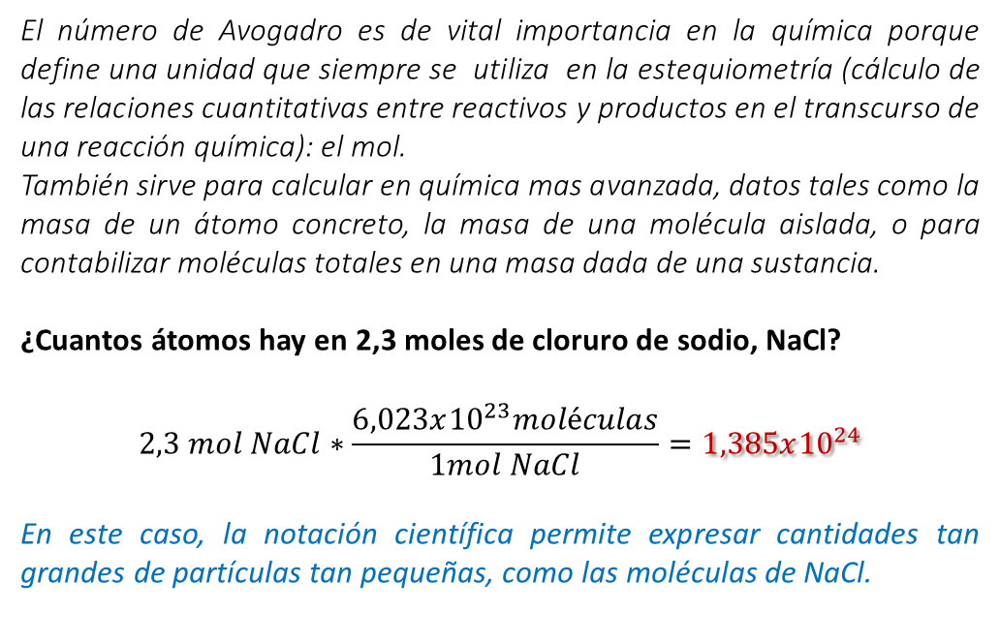 El número de Avogadro es de vital importancia en la química porque
define una unidad que siempre se utiliza en la estequiometría (cálculo de
las relaciones cuantitativas entre reactivos y productos en el transcurso de
una reacción química): el mol.
También sirve para calcular en química mas avanzada, datos tales como la
masa de un átomo concreto, la masa de una molécula aislada, o para
contabilizar moléculas totales en una masa dada de una sustancia.
¿Cuantos átomos hay en 2,3 moles de cloruro de sodio, NaCl?
2,3 mol NaCl * 6,023x10²³moléculas / 1mol NaCl = 1,385x10²⁴
En este caso, la notación científica permite expresar cantidades tan
grandes de partículas tan pequeñas, como las moléculas de NaCl.